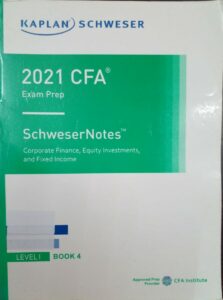 KAPLAN SCHWESER
2021 CFA®
Exam Prep
SchweserNotes™
Corporate Finance, Equity Investments,
and Fixed Income
LEVEL I BOOK 4
Approved Prep
Provider
CFA Institute